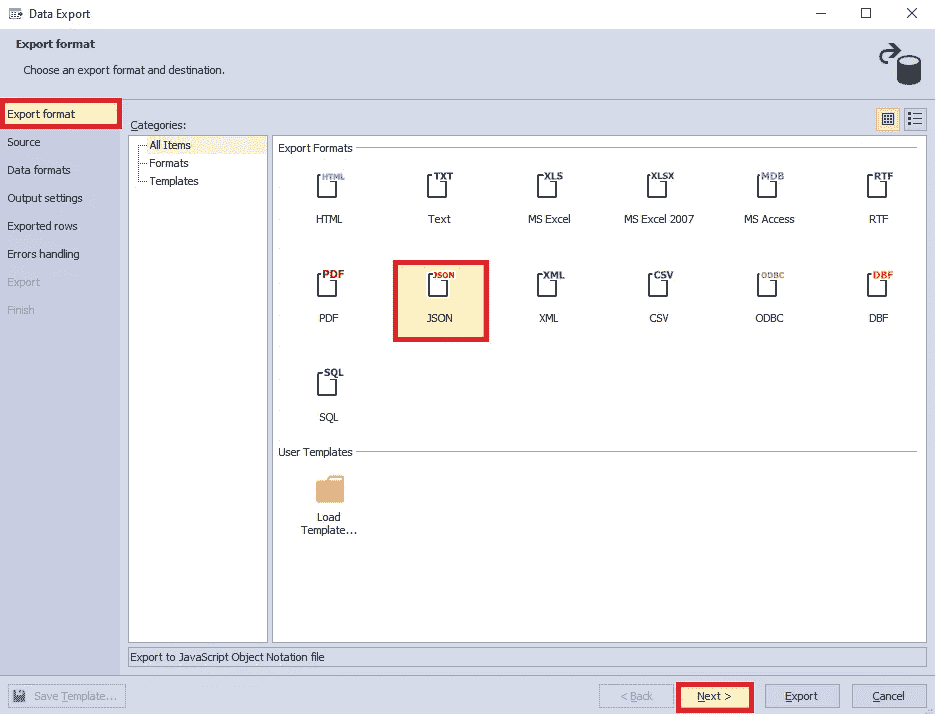 Data Export
Export format
Choose an export format and destination.
Export format
Source
Data formats
Output settings
Exported rows
Errors handling
Export
Finish
Categories:
All Items
Formats
Templates
Export Formats
HTML TXT XLS XLSX MDB RTF
HTML Text MS Excel MS Excel 2007 MS Access RTF
PDF JSON XML CSV ODBC DBF
PDF JSON XML CSV ODBC DBF
SQL
SQL
User Templates
Load
Template...
Export to JavaScript Object Notation file
Save Template... < Back Next > Export Cancel